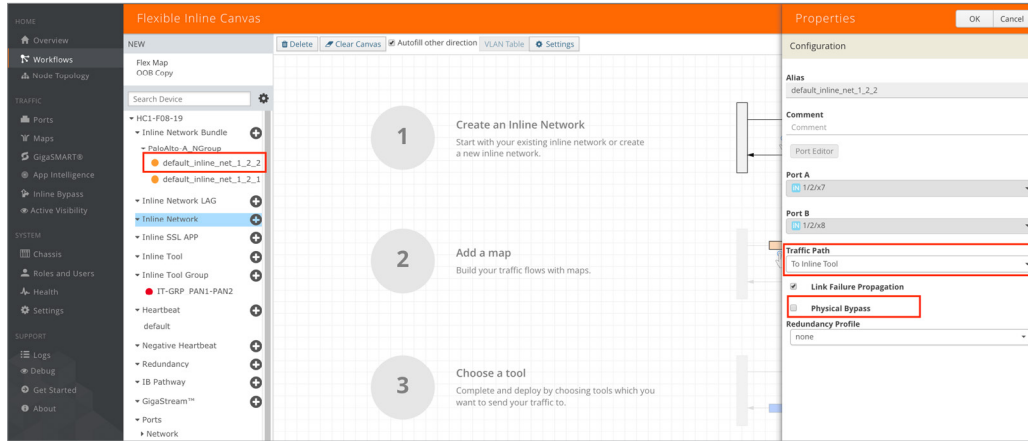 HOME
Overview
Workflows
Node Topology
TRAFFIC
Ports
Maps
GigaSMART®
App Intelligence
Inline Bypass
Active Visibility
SYSTEM
Chassis
Roles and Users
Health
Settings
SUPPORT
Logs
Debug
Get Started
About
Flexible Inline Canvas
NEW
Flex Map
OOB Copy
Search Device
HC1-F08-19
Inline Network Bundle
PaloAlto-A_NGroup
default_inline_net_1_2_2
default_inline_net_1_2_1
Inline Network LAG
Inline Network
Inline SSL APP
Inline Tool
Inline Tool Group
IT-GRP PAN1-PAN2
Heartbeat
default
Negative Heartbeat
Redundancy
IB Pathway
GigaStream™
Ports
Network
Delete
Clear Canvas
Autofill other direction
VLAN Table
Settings
1
Create an Inline Network
Start with your existing inline network or create
a new inline network.
2
Add a map
Build your traffic flows with maps.
3
Choose a tool
Complete and deploy by choosing tools which you
want to send your traffic to.
Properties
OK
Cancel
Configuration
Alias
default_inline_net_1_2_2
Comment
Comment
Port Editor
Port A
IN 1/2/x7
Port B
IN 1/2/x8
Traffic Path
To Inline Tool
Link Failure Propagation
Physical Bypass
Redundancy Profile
none